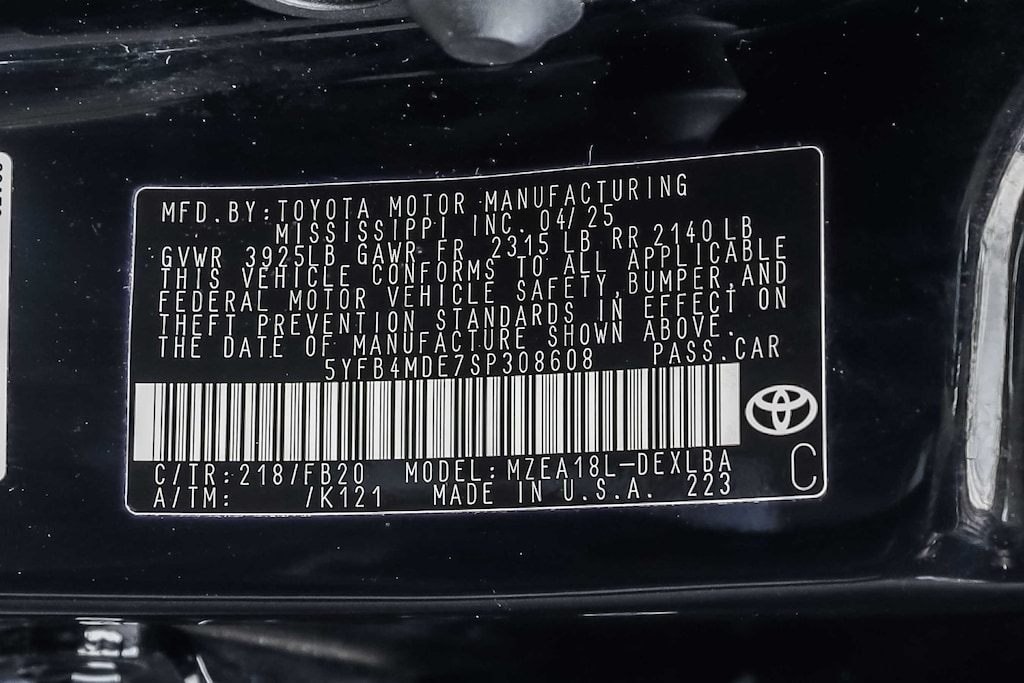 MFD. BY: TOYOTA MOTOR MANUFACTURING
MISSISSIPPI INC. 04/25
GVWR 3925LB GAWR FR 2315 LB RR 2140 LB
THIS VEHICLE CONFORMS TO ALL APPLICABLE
FEDERAL MOTOR VEHICLE SAFETY, BUMPER, AND
THEFT PREVENTION STANDARDS IN EFFECT ON
THE DATE OF MANUFACTURE SHOWN ABOVE.
5YFB4MDE7SP308608 PASS. CAR
C/TR: 218/FB20 MODEL: MZEA18L-DEXLBA
A/TM: /K121 MADE IN U.S.A. 223
C